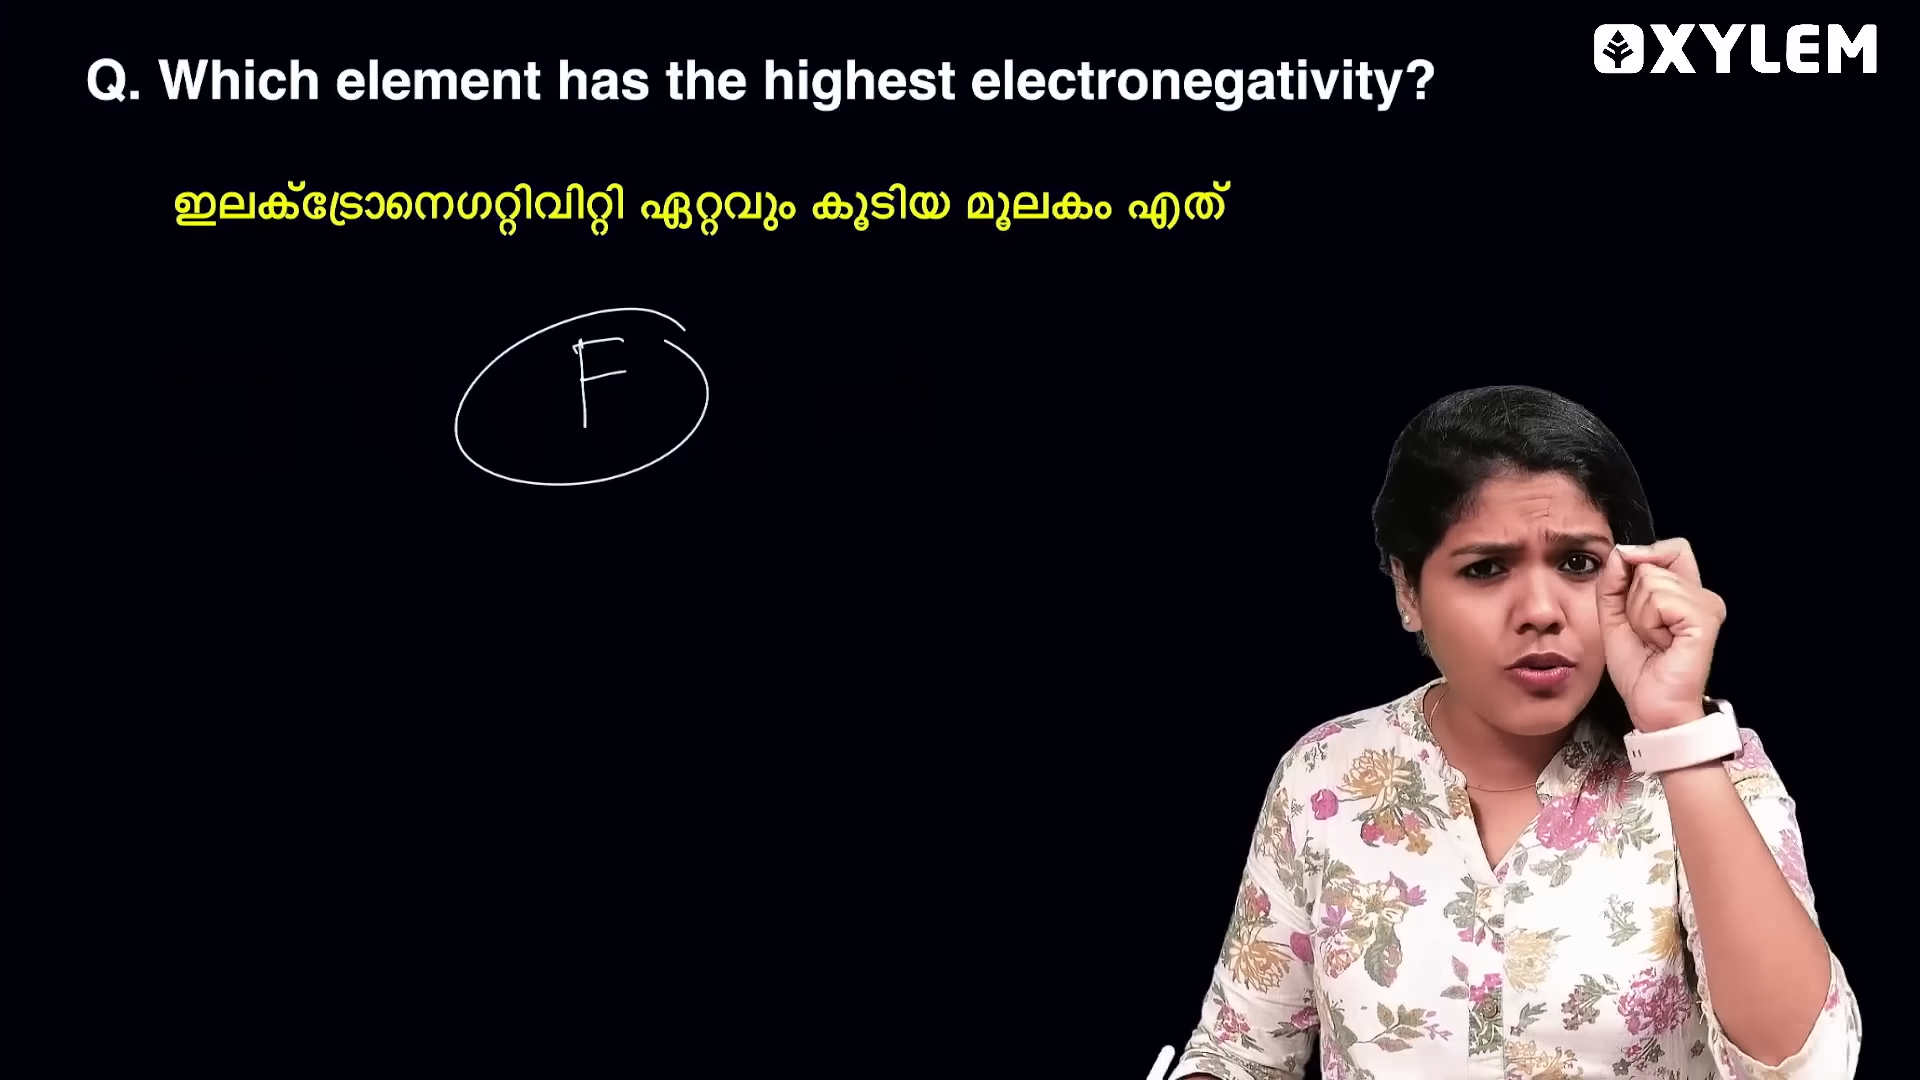 XYLEM
Q. Which element has the highest electronegativity?
ഇലക്ട്രോനെഗറ്റിവിറ്റി ഏറ്റവും കൂടിയ മൂലകം എത്
F